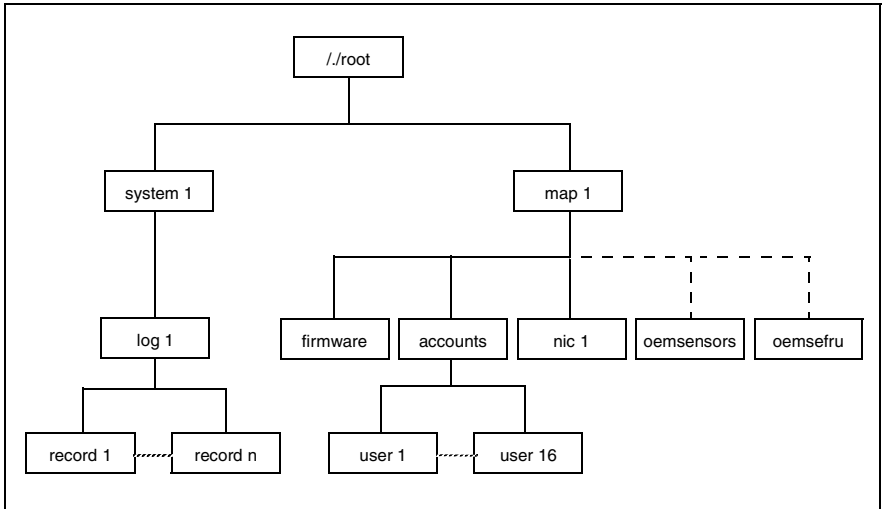 /./root
system 1
map 1
log 1
firmware
accounts
nic 1
oemsensors
oemsefru
record 1
record n
user 1
user 16